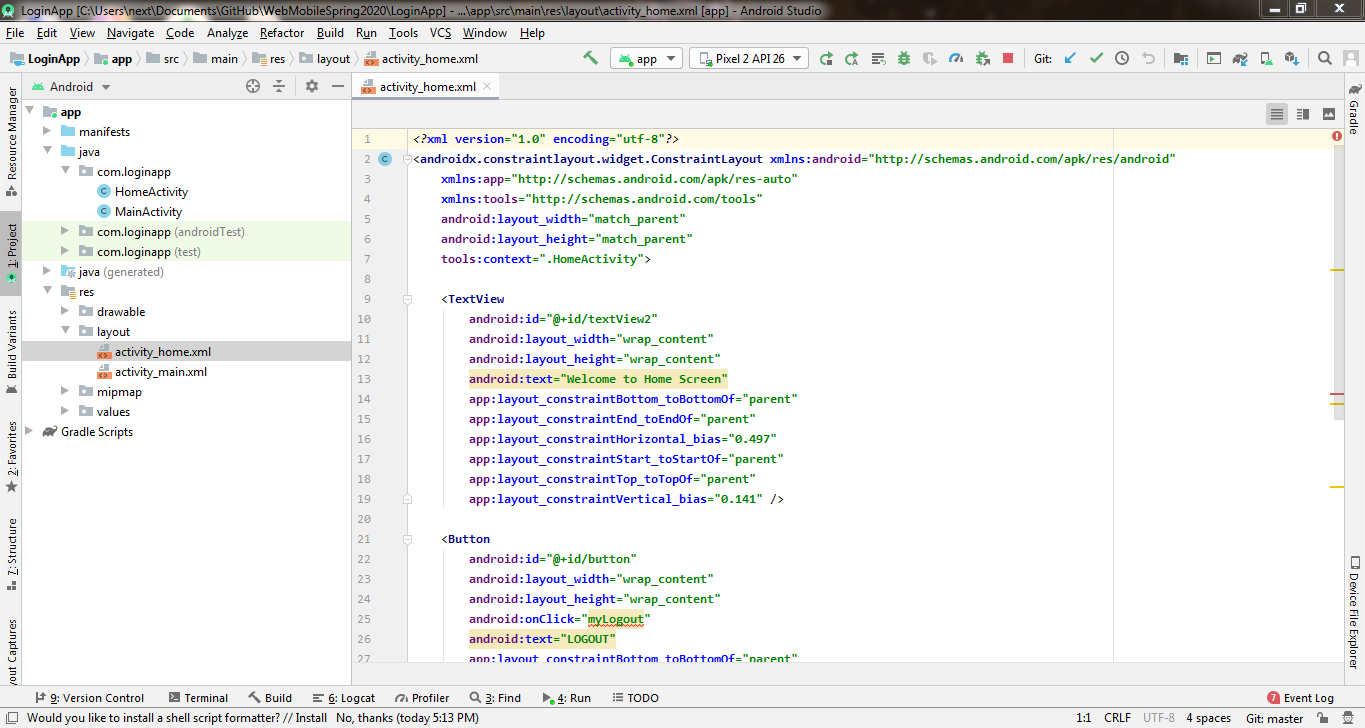 LoginApp [C:\Users\next\Documents\GitHub\WebMobileSpring2020\LoginApp] - ...\app\src\main\res\layout\activity_home.xml [app] - Android Studio
File Edit View Navigate Code Analyze Refactor Build Run Tools VCS Window Help
LoginApp app src main res layout activity_home.xml app Pixel 2 API 26 Git:
Android activity_home.xml
Resource Manager
1: Project
Build Variants
2: Favorites
7: Structure
yout Captures
app
manifests
java
com.loginapp
C HomeActivity
C MainActivity
com.loginapp (androidTest)
com.loginapp (test)
java (generated)
res
drawable
layout
activity_home.xml
activity_main.xml
mipmap
values
Gradle Scripts
1 <?xml version="1.0" encoding="utf-8"?>
2 C <androidx.constraintlayout.widget.ConstraintLayout xmlns:android="http://schemas.android.com/apk/res/android"
3 xmlns:app="http://schemas.android.com/apk/res-auto"
4 xmlns:tools="http://schemas.android.com/tools"
5 android:layout_width="match_parent"
6 android:layout_height="match_parent"
7 tools:context=".HomeActivity">
8
9 <TextView
10 android:id="@+id/textView2"
11 android:layout_width="wrap_content"
12 android:layout_height="wrap_content"
13 android:text="Welcome to Home Screen"
14 app:layout_constraintBottom_toBottomOf="parent"
15 app:layout_constraintEnd_toEndOf="parent"
16 app:layout_constraintHorizontal_bias="0.497"
17 app:layout_constraintStart_toStartOf="parent"
18 app:layout_constraintTop_toTopOf="parent"
19 app:layout_constraintVertical_bias="0.141" />
20
21 <Button
22 android:id="@+id/button"
23 android:layout_width="wrap_content"
24 android:layout_height="wrap_content"
25 android:onClick="myLogout"
26 android:text="LOGOUT"
27 app:layout_constraintBottom_toBottomOf="parent"
Gradle
Device File Explorer
9: Version Control Terminal Build 6: Logcat Profiler 3: Find 4: Run TODO 7 Event Log
Would you like to install a shell script formatter? // Install No, thanks (today 5:13 PM) 1:1 CRLF UTF-8 4 spaces Git: master